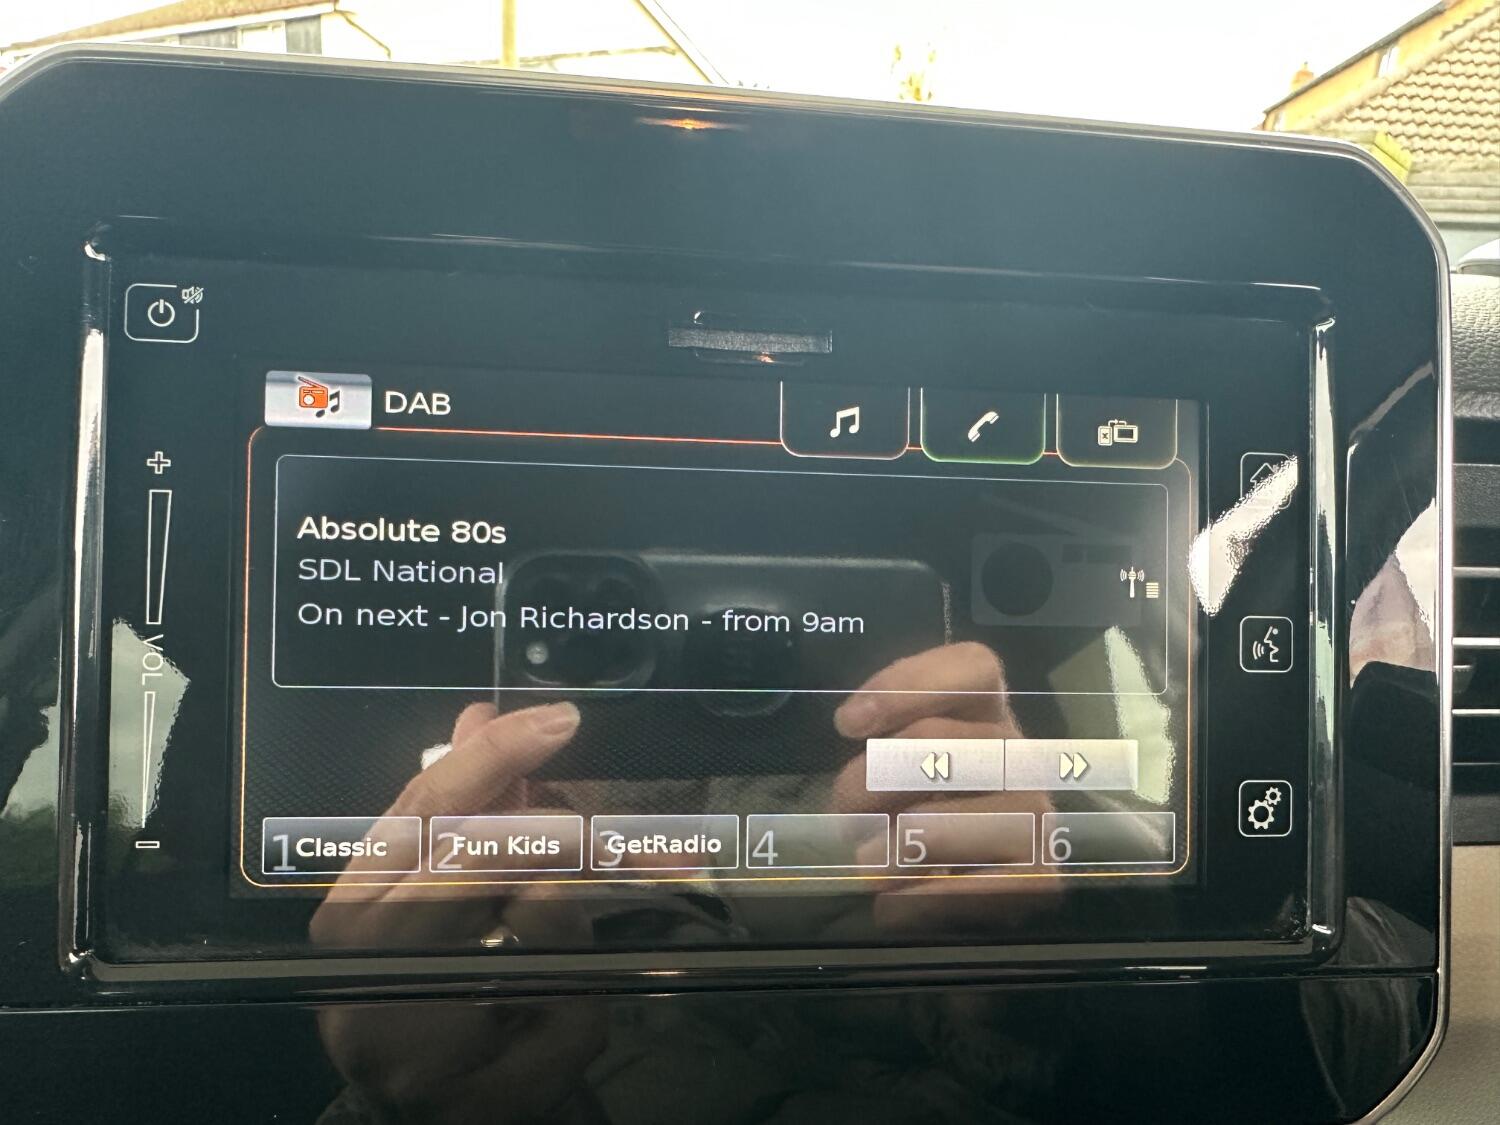 DAB
Absolute 80s
SDL National
On next - Jon Richardson - from 9am
VOL
1 Classic
2 Fun Kids
3 GetRadio
4
5
6